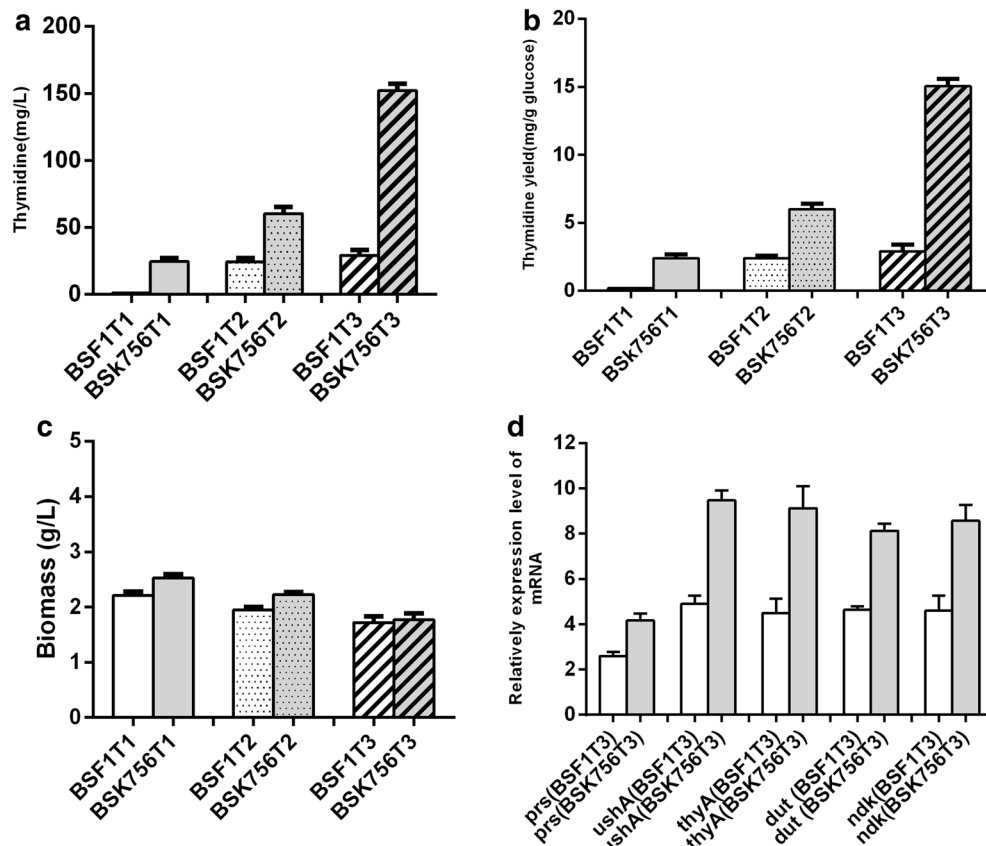 a
Thymidine(mg/L)
200
150
100
50
0
BSF1T1
BSk756T1
BSF1T2
BSK756T2
BSF1T3
BSK756T3
b
Thymidine yield(mg/g glucose)
20
15
10
5
0
BSF1T1
BSk756T1
BSF1T2
BSK756T2
BSF1T3
BSK756T3
c
Biomass (g/L)
5
4
3
2
1
0
BSF1T1
BSK756T1
BSF1T2
BSK756T2
BSF1T3
BSK756T3
d
Relatively expression level of
mRNA
12
10
8
6
4
2
0
prs(BSF1T3)
prs(BSK756T3)
ushA(BSF1T3)
ushA(BSK756T3)
thyA(BSF1T3)
thyA(BSK756T3)
dut (BSF1T3)
dut (BSK756T3)
ndk(BSF1T3)
ndk(BSK756T3)